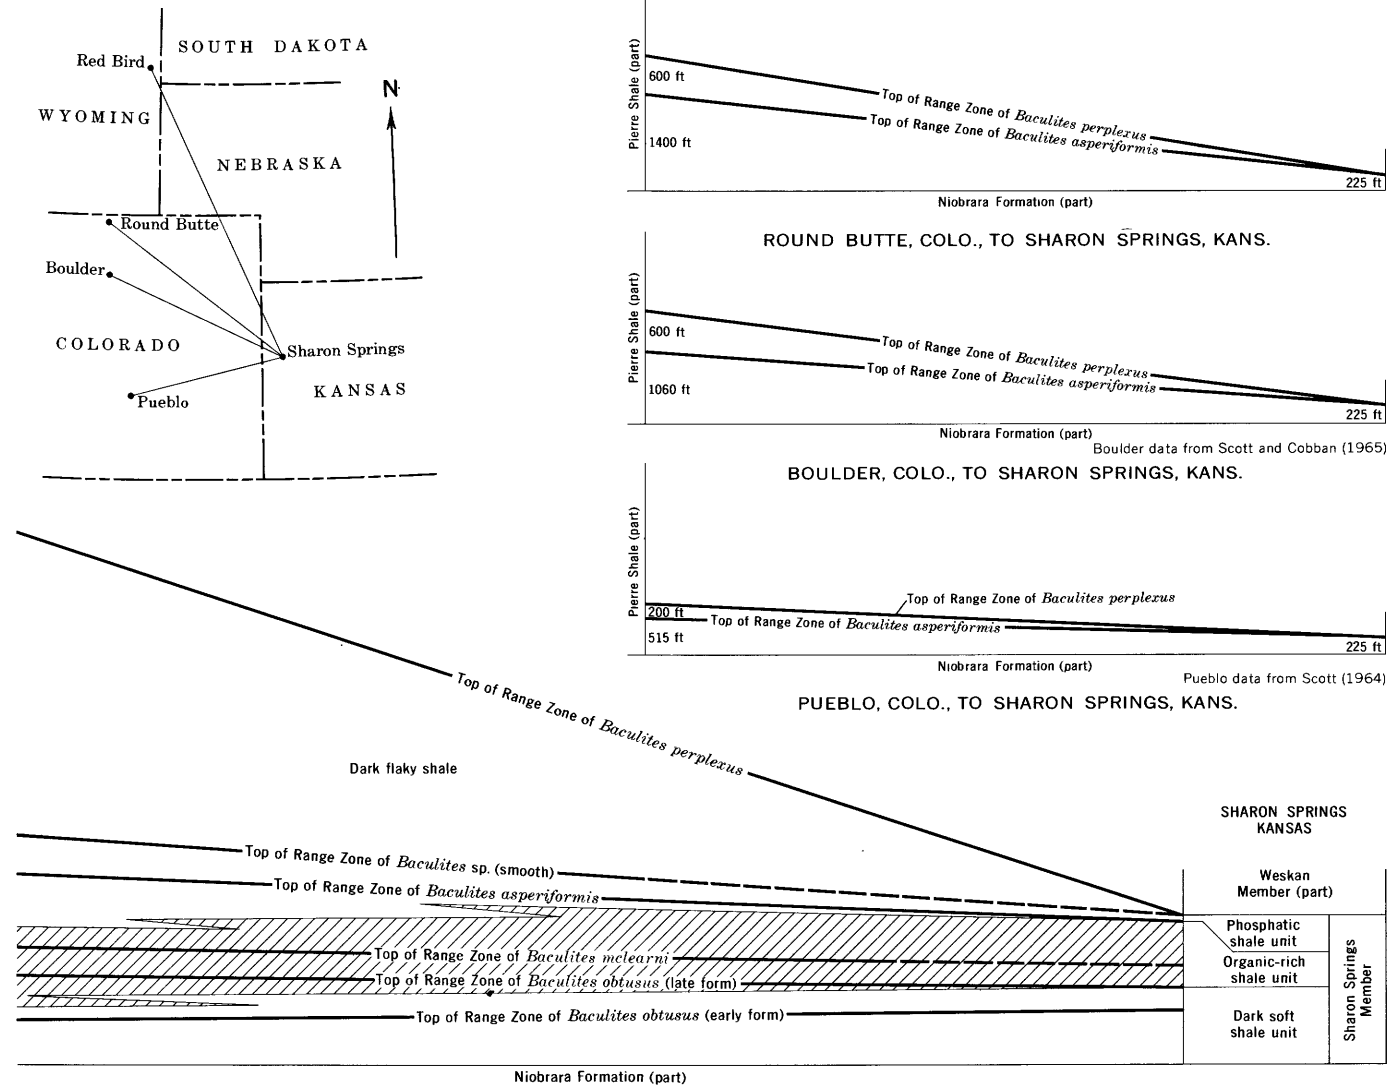 SOUTH DAKOTA
Red Bird
N
WYOMING
NEBRASKA
Round Butte
Boulder
COLORADO
Sharon Springs
KANSAS
Pueblo
Pierre Shale (part)
600 ft
Top of Range Zone of Baculites perplexus
Top of Range Zone of Baculites asperiformis
1400 ft
225 ft
Niobrara Formation (part)
ROUND BUTTE, COLO., TO SHARON SPRINGS, KANS.
Pierre Shale (part)
600 ft
Top of Range Zone of Baculites perplexus
Top of Range Zone of Baculites asperiformis
1060 ft
225 ft
Niobrara Formation (part)
Boulder data from Scott and Cobban (1965)
BOULDER, COLO., TO SHARON SPRINGS, KANS.
Pierre Shale (part)
Top of Range Zone of Baculites perplexus
200 ft
Top of Range Zone of Baculites asperiformis
515 ft
225 ft
Niobrara Formation (part)
Pueblo data from Scott (1964)
PUEBLO, COLO., TO SHARON SPRINGS, KANS.
Top of Range Zone of Baculites perplexus
Dark flaky shale
SHARON SPRINGS
KANSAS
Top of Range Zone of Baculites sp. (smooth)
Weskan
Member (part)
Top of Range Zone of Baculites asperiformis
Phosphatic
shale unit
Top of Range Zone of Baculites mclearni
Organic-rich
shale unit
Top of Range Zone of Baculites obtusus (late form)
Top of Range Zone of Baculites obtusus (early form)
Dark soft
shale unit
Sharon Springs
Member
Niobrara Formation (part)